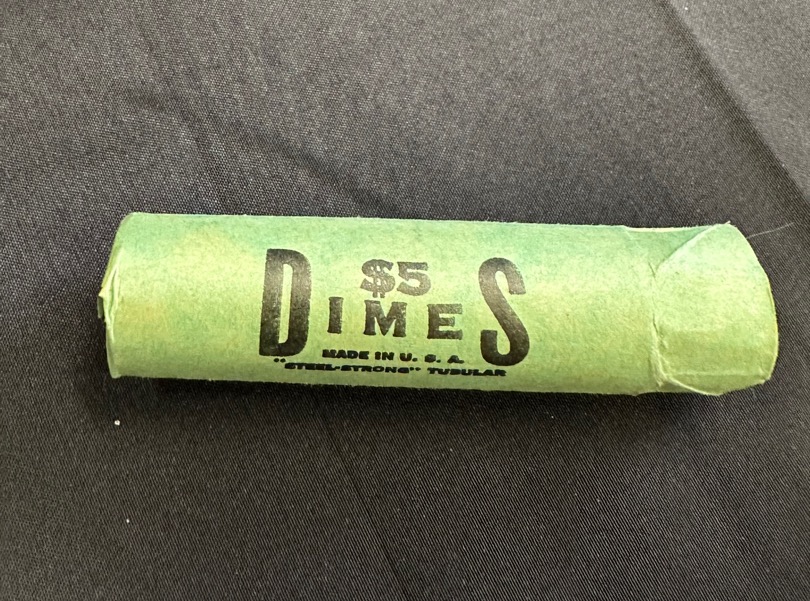 $5
DIMES
MADE IN U. S. A.
"STEEL-STRONG" TUBULAR